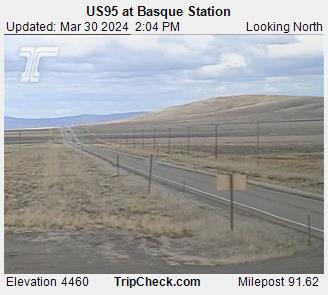 US95 at Basque Station
Updated: Mar 30 2024  2:04 PM
Looking North
Elevation 4460
TripCheck.com
Milepost 91.62